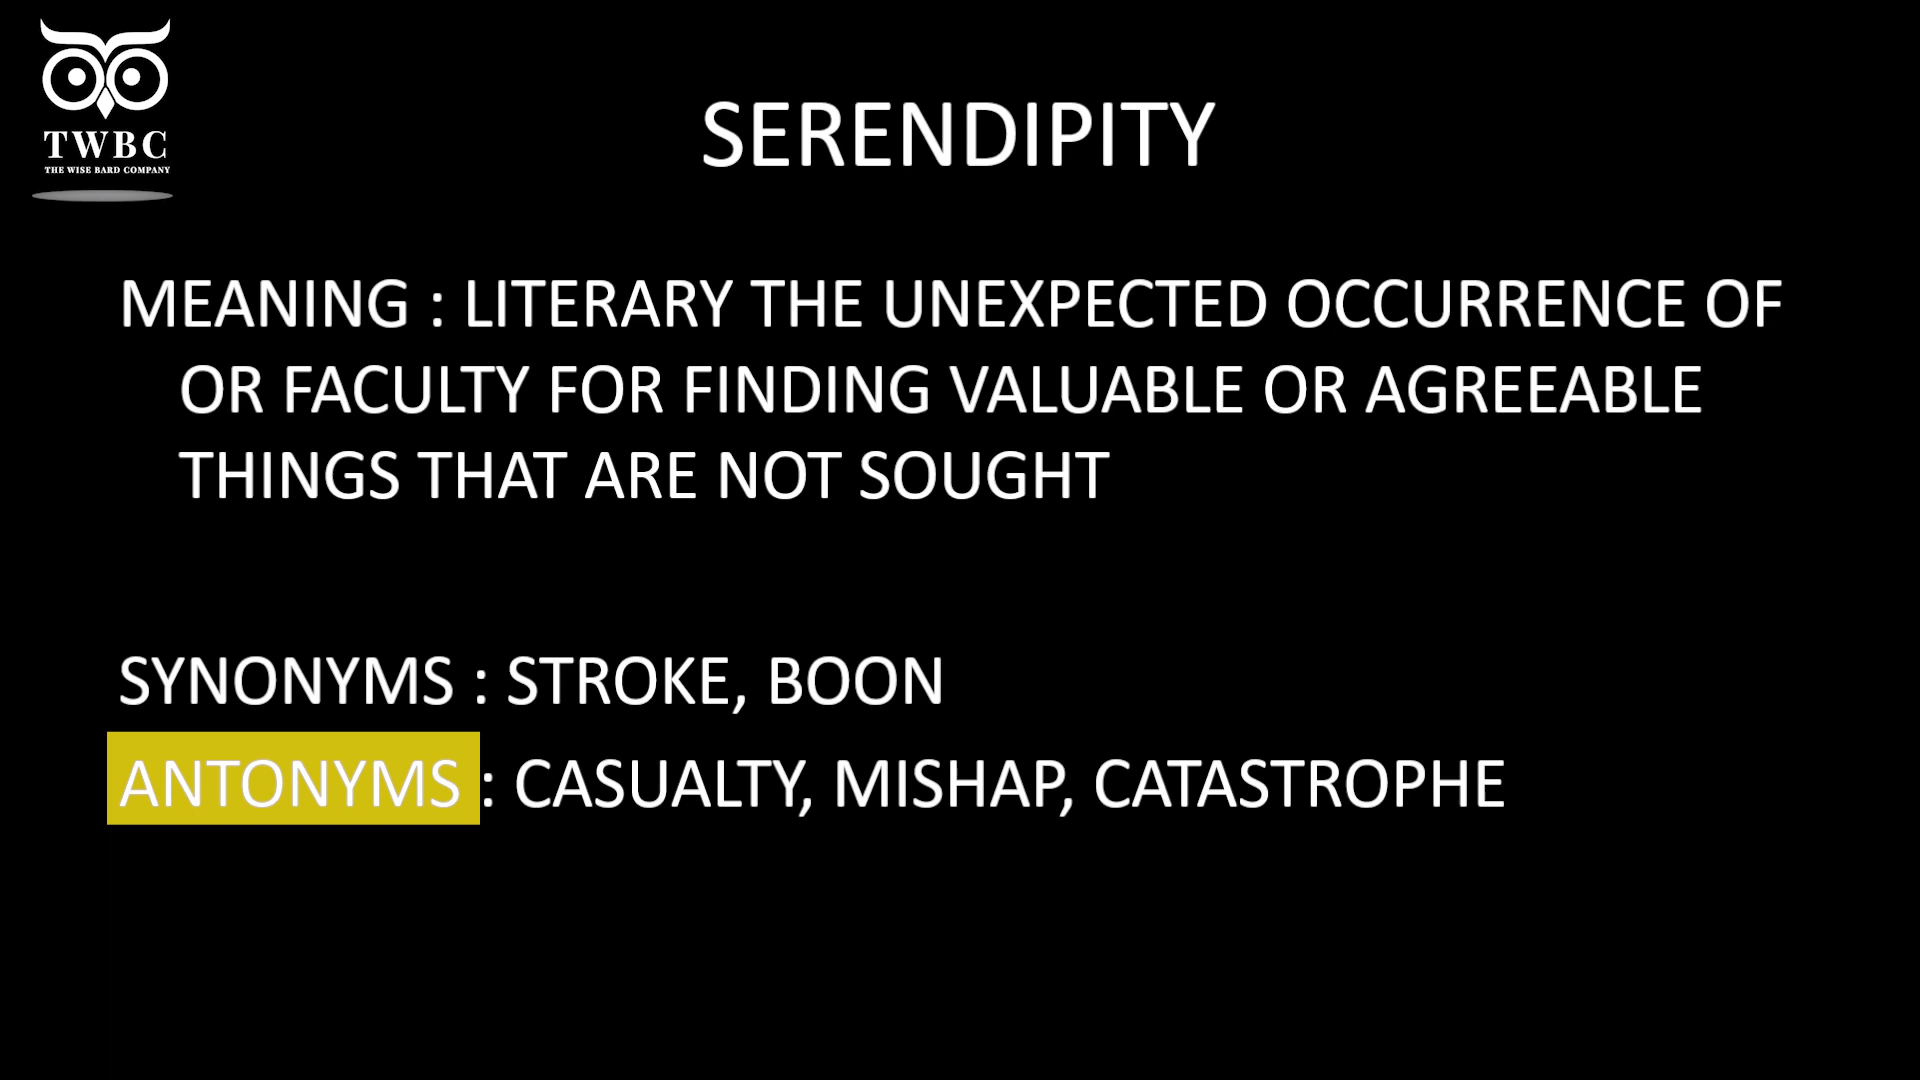 TWBC
THE WISE BARD COMPANY
SERENDIPITY
MEANING : LITERARY THE UNEXPECTED OCCURRENCE OF
OR FACULTY FOR FINDING VALUABLE OR AGREEABLE
THINGS THAT ARE NOT SOUGHT
SYNONYMS : STROKE, BOON
ANTONYMS : CASUALTY, MISHAP, CATASTROPHE